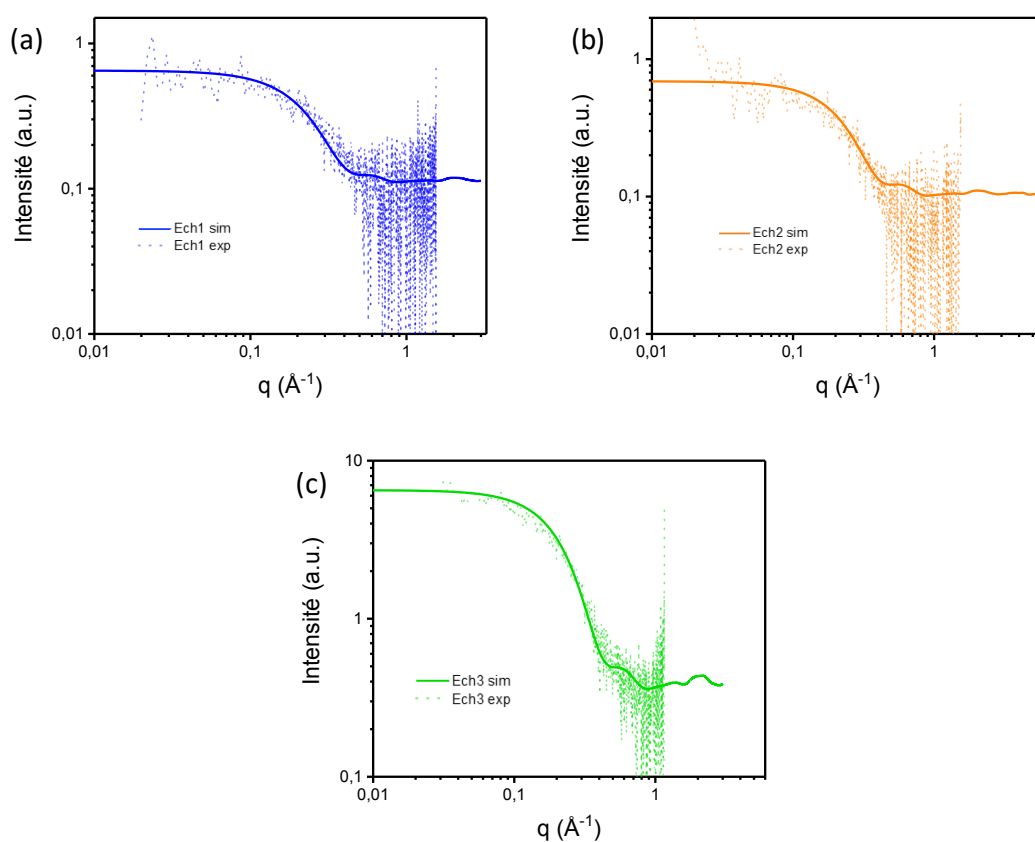 (a)
Intensité (a.u.)
1
0,1
0.01
Ech1 sim
Ech1 exp
0,01
0,1
1
q (Å-1)
(b)
Intensité (a.u.)
1
0,1
0,01
Ech2 sim
Ech2 exp
0,01
0,1
1
q (Å-1)
(c)
Intensité (a.u.)
10
1
0,1
Ech3 sim
Ech3 exp
0,01
0,1
1
q (Å-1)